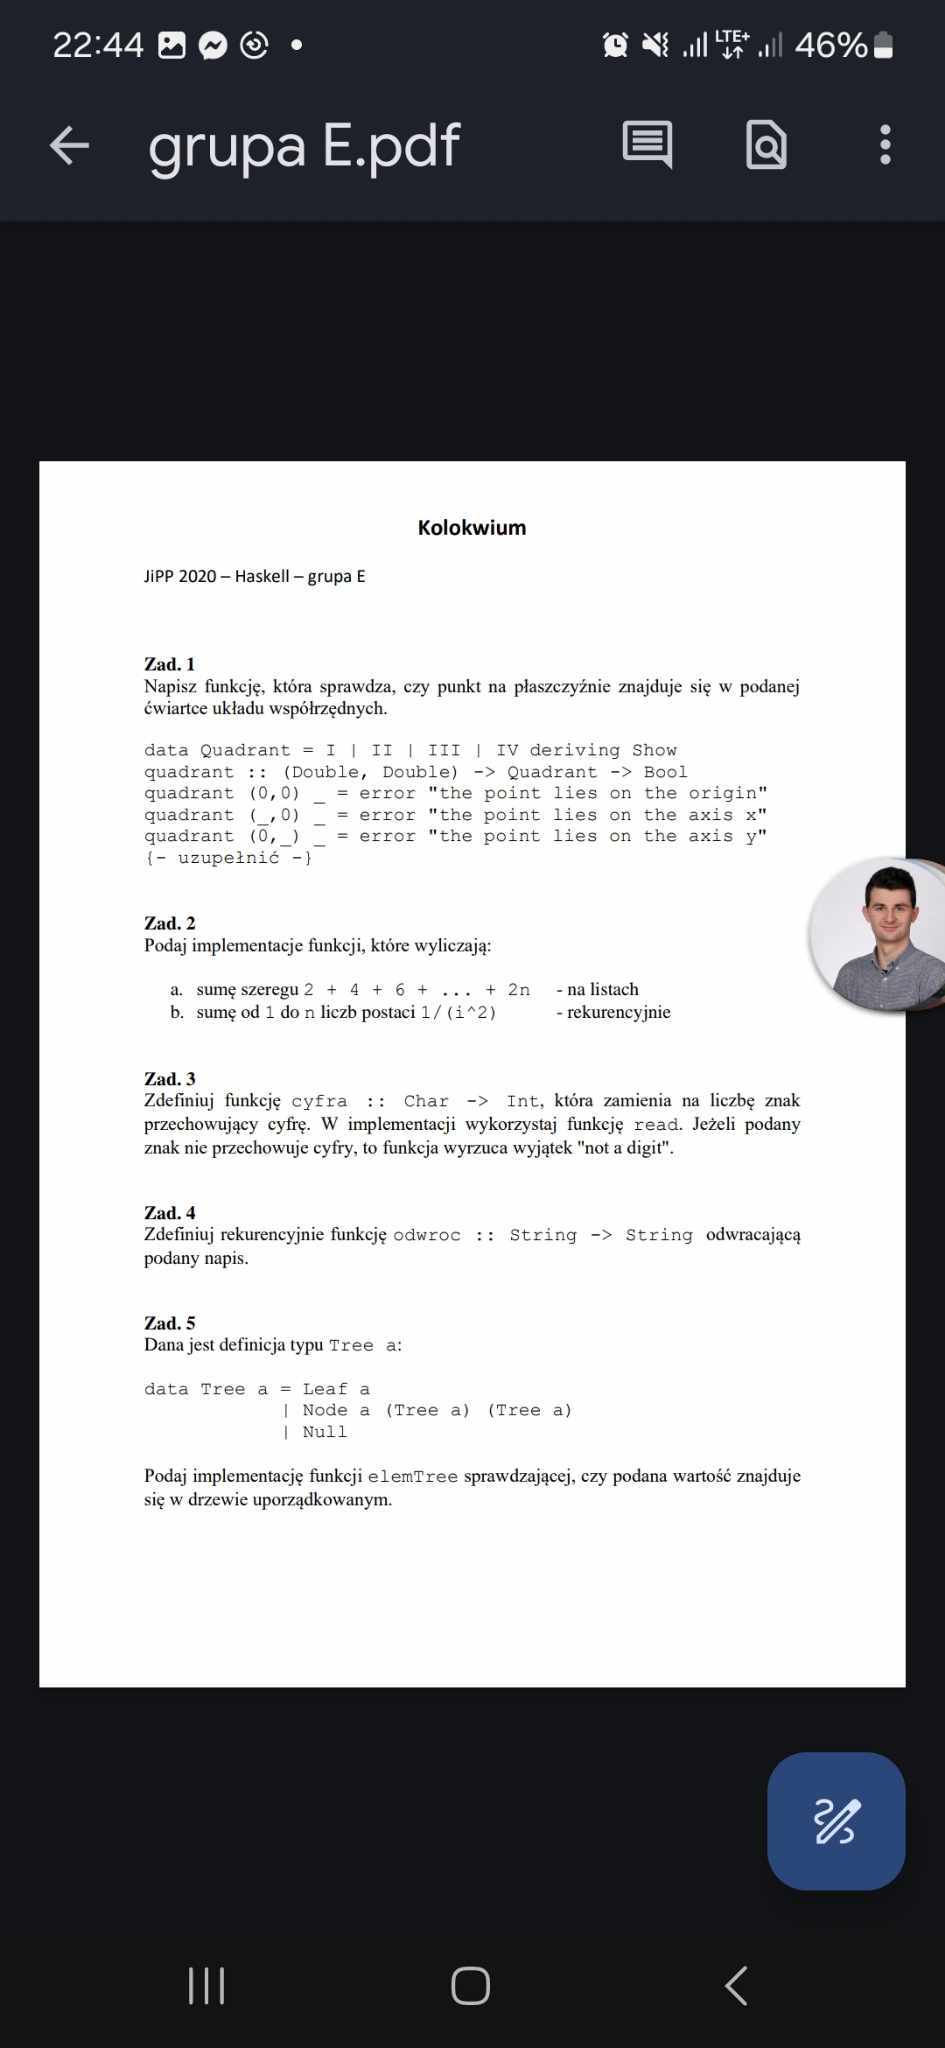 22:44
LTE+
46%
grupa E.pdf
Kolokwium
JiPP 2020 – Haskell – grupa E
Zad. 1
Napisz funkcję, która sprawdza, czy punkt na płaszczyźnie znajduje się w podanej
ćwiartce układu współrzędnych.
data Quadrant = I | II | III | IV deriving Show
quadrant :: (Double, Double) -> Quadrant -> Bool
quadrant (0,0) _ = error "the point lies on the origin"
quadrant (_,0) _ = error "the point lies on the axis x"
quadrant (0,_) _ = error "the point lies on the axis y"
{- uzupełnić -}
Zad. 2
Podaj implementacje funkcji, które wyliczają:
a. sumę szeregu 2 + 4 + 6 + ... + 2n - na listach
b. sumę od 1 do n liczb postaci 1/(i^2) - rekurencyjnie
Zad. 3
Zdefiniuj funkcję cyfra :: Char -> Int, która zamienia na liczbę znak
przechowujący cyfrę. W implementacji wykorzystaj funkcję read. Jeżeli podany
znak nie przechowuje cyfry, to funkcja wyrzuca wyjątek "not a digit".
Zad. 4
Zdefiniuj rekurencyjnie funkcję odwroc :: String -> String odwracającą
podany napis.
Zad. 5
Dana jest definicja typu Tree a:
data Tree a = Leaf a
| Node a (Tree a) (Tree a)
| Null
Podaj implementację funkcji elemTree sprawdzającej, czy podana wartość znajduje
się w drzewie uporządkowanym.